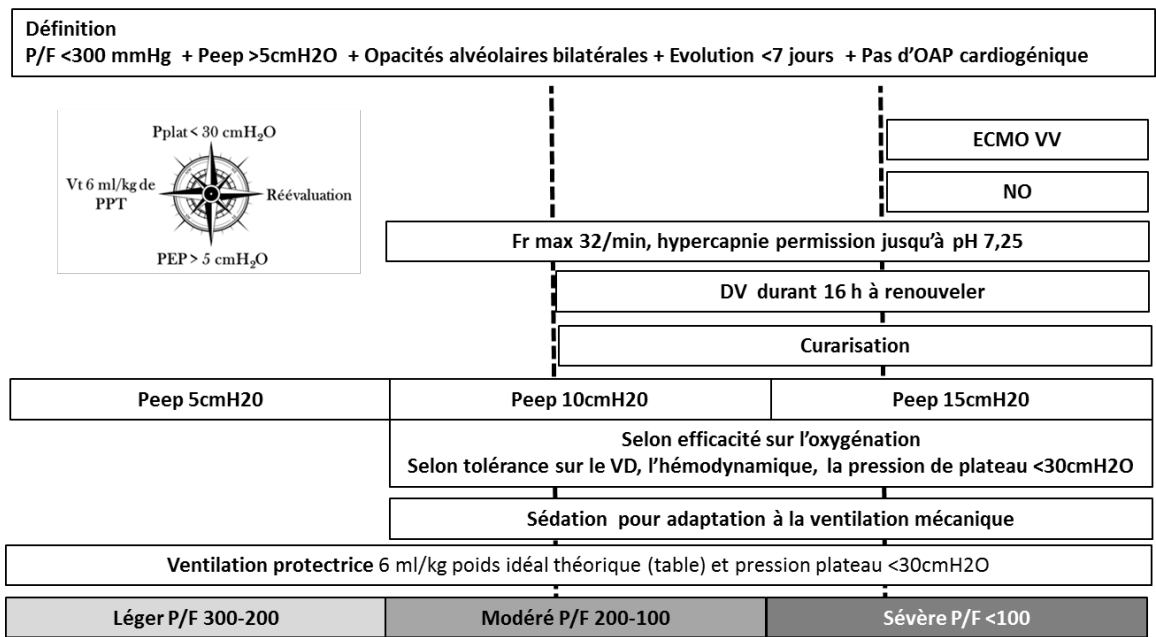 Définition
P/F <300 mmHg + Peep >5cmH2O + Opacités alvéolaires bilatérales + Evolution <7 jours + Pas d'OAP cardiogénique
Pplat < 30 cmH₂O
Vt 6 ml/kg de
PPT
Réévaluation
PEP > 5 cmH₂O
ECMO VV
NO
Fr max 32/min, hypercapnie permission jusqu'à pH 7,25
DV durant 16 h à renouveler
Curarisation
Peep 5cmH20
Peep 10cmH20
Peep 15cmH20
Selon efficacité sur l'oxygénation
Selon tolérance sur le VD, l'hémodynamique, la pression de plateau <30cmH2O
Sédation pour adaptation à la ventilation mécanique
Ventilation protectrice 6 ml/kg poids idéal théorique (table) et pression plateau <30cmH2O
Léger P/F 300-200
Modéré P/F 200-100
Sévère P/F <100